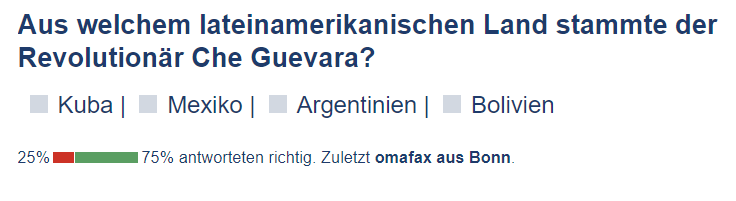 Aus welchem lateinamerikanischen Land stammte der
Revolutionär Che Guevara?
Kuba | Mexiko | Argentinien | Bolivien
25% 75% antworteten richtig. Zuletzt omafax aus Bonn.